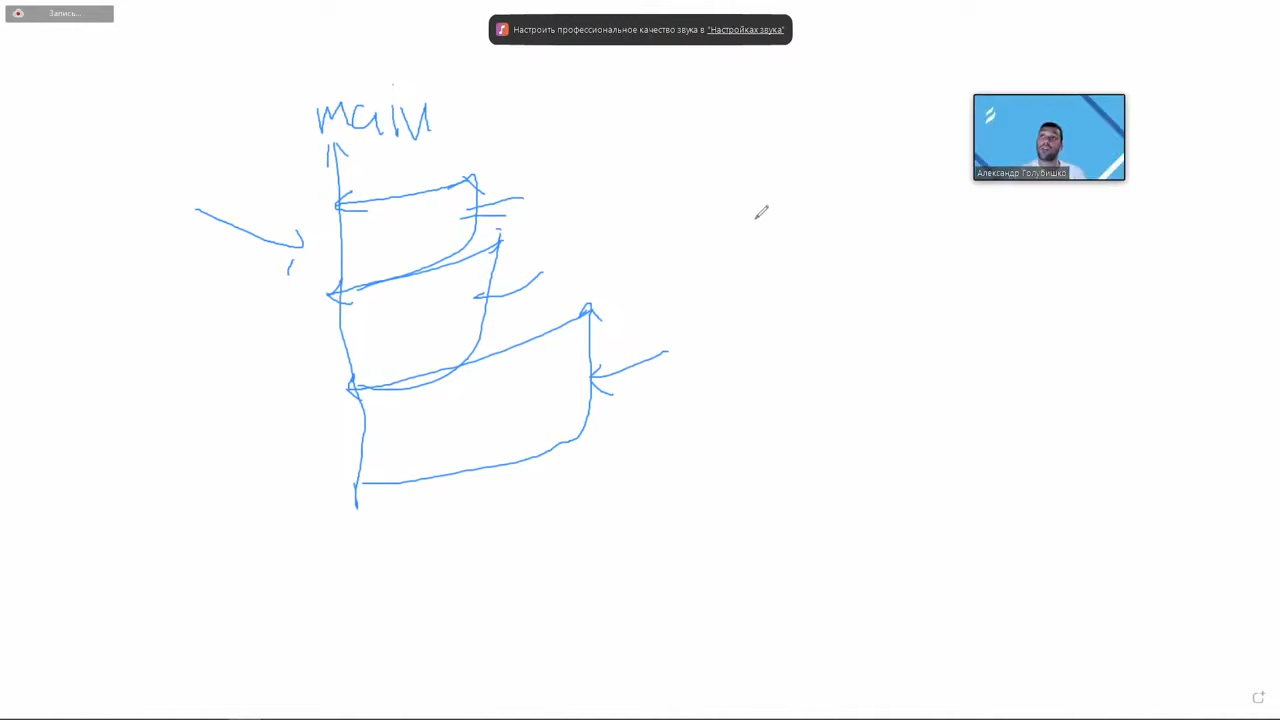 Запись...
Настроить профессиональное качество звука в "Настройках звука"
main
Александр Голубишко